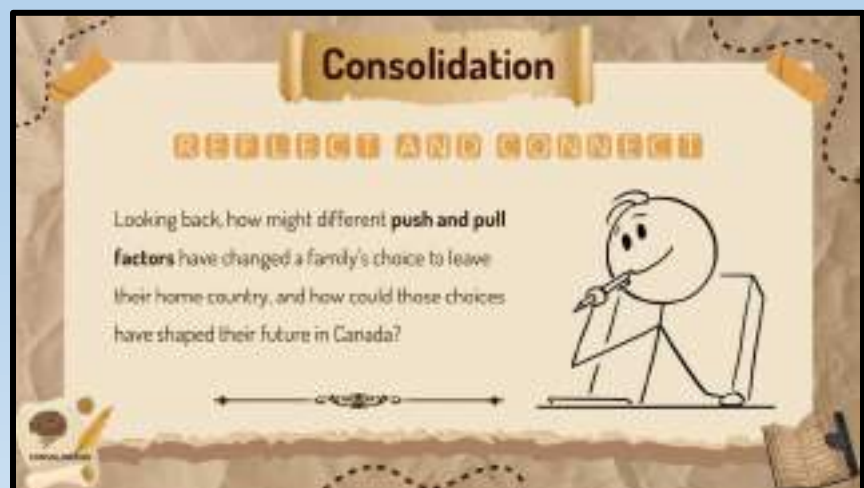 Consolidation
REFLECT AND CONNECT
Looking back, how might different push and pull
factors have changed a family's choice to leave
their home country, and how could those choices
have shaped their future in Canada?